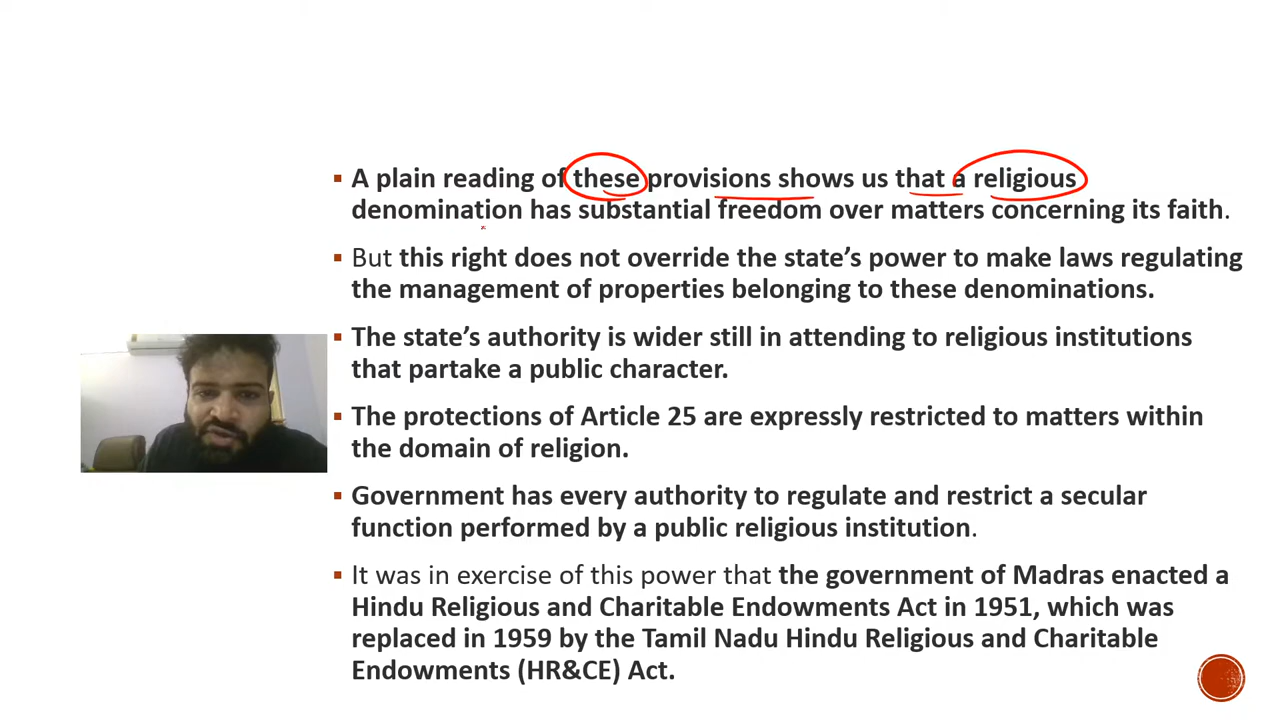 ▪ A plain reading of these provisions shows us that a religious
denomination has substantial freedom over matters concerning its faith.
▪ But this right does not override the state’s power to make laws regulating
the management of properties belonging to these denominations.
▪ The state’s authority is wider still in attending to religious institutions
that partake a public character.
▪ The protections of Article 25 are expressly restricted to matters within
the domain of religion.
▪ Government has every authority to regulate and restrict a secular
function performed by a public religious institution.
▪ It was in exercise of this power that the government of Madras enacted a
Hindu Religious and Charitable Endowments Act in 1951, which was
replaced in 1959 by the Tamil Nadu Hindu Religious and Charitable
Endowments (HR&CE) Act.